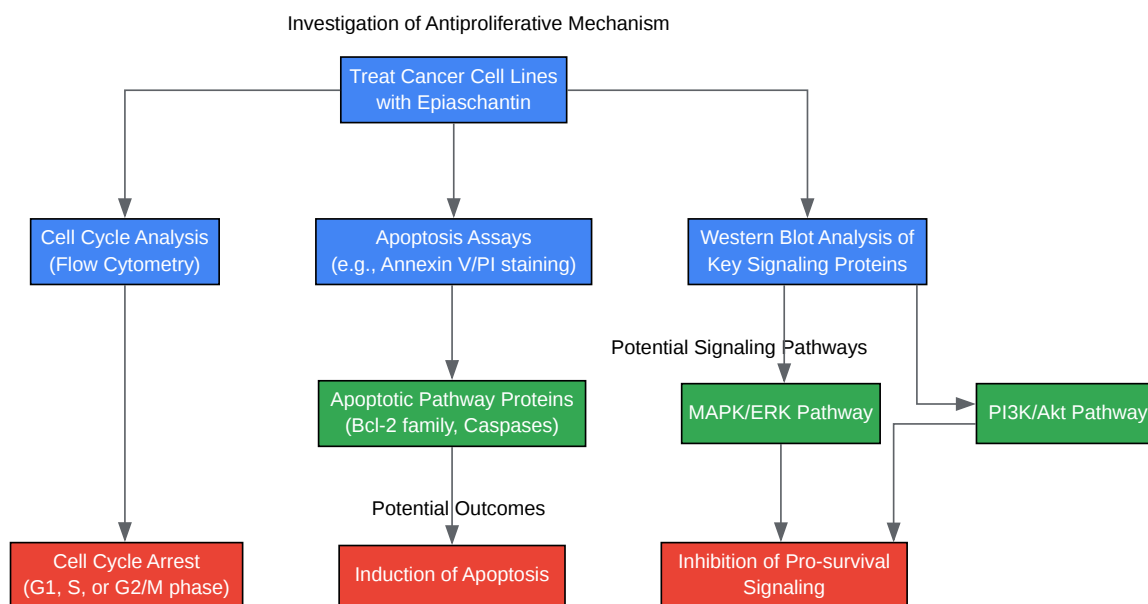 Investigation of Antiproliferative Mechanism
Treat Cancer Cell Lines
with Epiaschantin
Cell Cycle Analysis
(Flow Cytometry)
Apoptosis Assays
(e.g., Annexin V/PI staining)
Western Blot Analysis of
Key Signaling Proteins
Potential Signaling Pathways
Apoptotic Pathway Proteins
(Bcl-2 family, Caspases)
MAPK/ERK Pathway
PI3K/Akt Pathway
Potential Outcomes
Cell Cycle Arrest
(G1, S, or G2/M phase)
Induction of Apoptosis
Inhibition of Pro-survival
Signaling